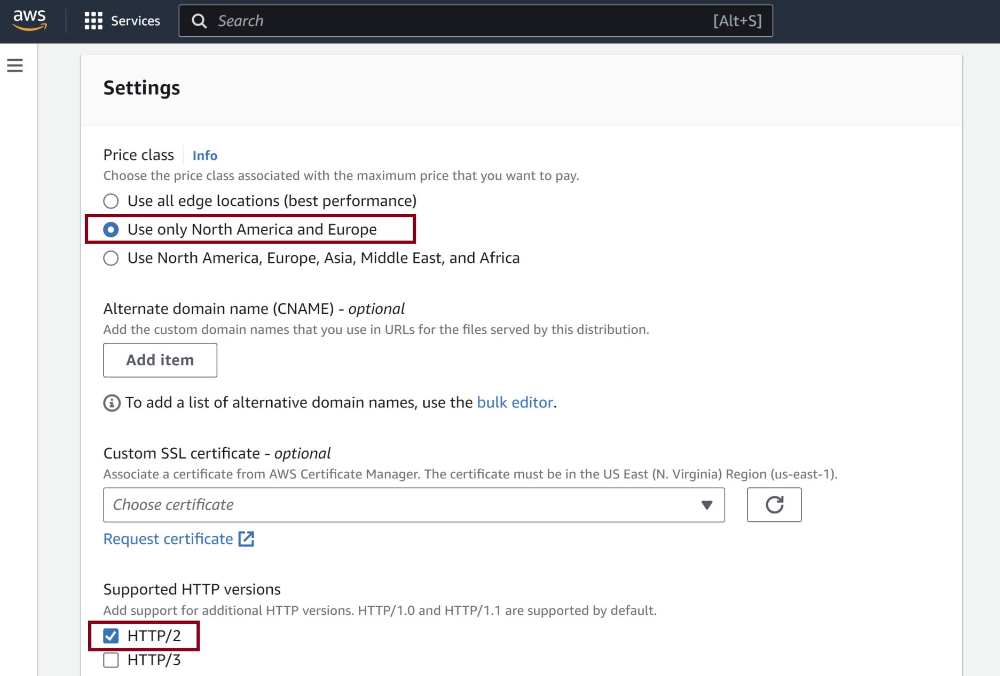 aws Services Search [Alt+S]
Settings
Price class Info
Choose the price class associated with the maximum price that you want to pay.
Use all edge locations (best performance)
Use only North America and Europe
Use North America, Europe, Asia, Middle East, and Africa
Alternate domain name (CNAME) - optional
Add the custom domain names that you use in URLs for the files served by this distribution.
Add item
To add a list of alternative domain names, use the bulk editor.
Custom SSL certificate - optional
Associate a certificate from AWS Certificate Manager. The certificate must be in the US East (N. Virginia) Region (us-east-1).
Choose certificate
Request certificate
Supported HTTP versions
Add support for additional HTTP versions. HTTP/1.0 and HTTP/1.1 are supported by default.
HTTP/2
HTTP/3